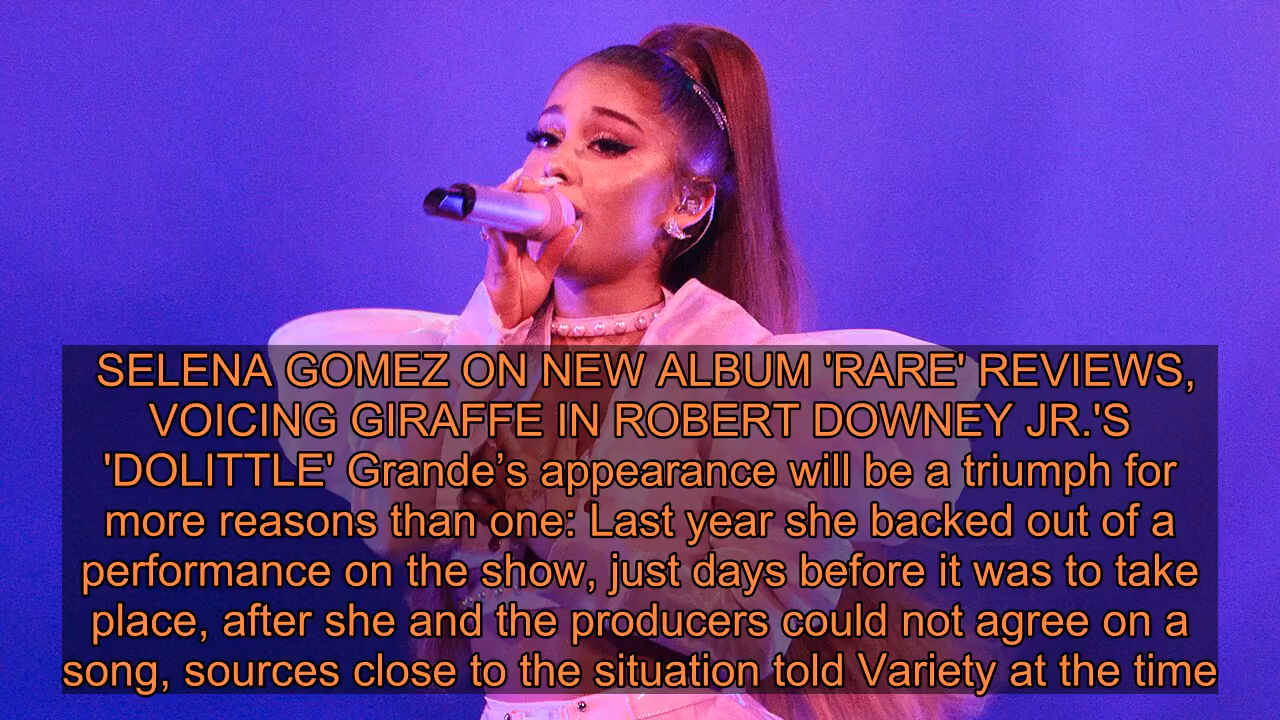 SELENA GOMEZ ON NEW ALBUM 'RARE' REVIEWS,
VOICING GIRAFFE IN ROBERT DOWNEY JR.'S
'DOLITTLE' Grande’s appearance will be a triumph for
more reasons than one: Last year she backed out of a
performance on the show, just days before it was to take
place, after she and the producers could not agree on a
song, sources close to the situation told Variety at the time